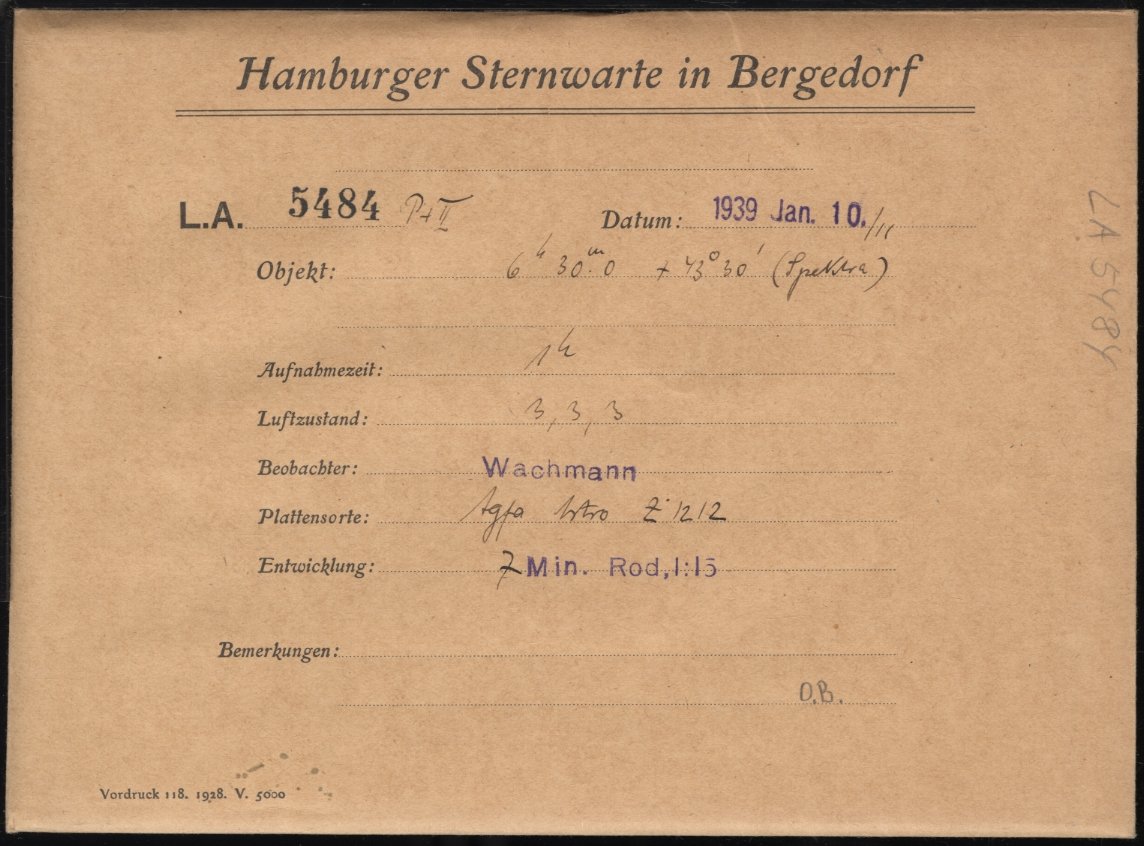 Hamburger Sternwarte in Bergedorf
L.A. 5484 P+II Datum: 1939 Jan. 10./11
Objekt: 6h 30m.0 + 43° 30' (Spektra)
Aufnahmezeit: 1h
Luftzustand: 3, 3, 3
Beobachter: Wachmann
Plattensorte: Agfa Astro Z 1212
Entwicklung: 7 Min. Rod, 1:15
Bemerkungen:
O.B.
Vordruck 118. 1928. V. 5000
LA 5484